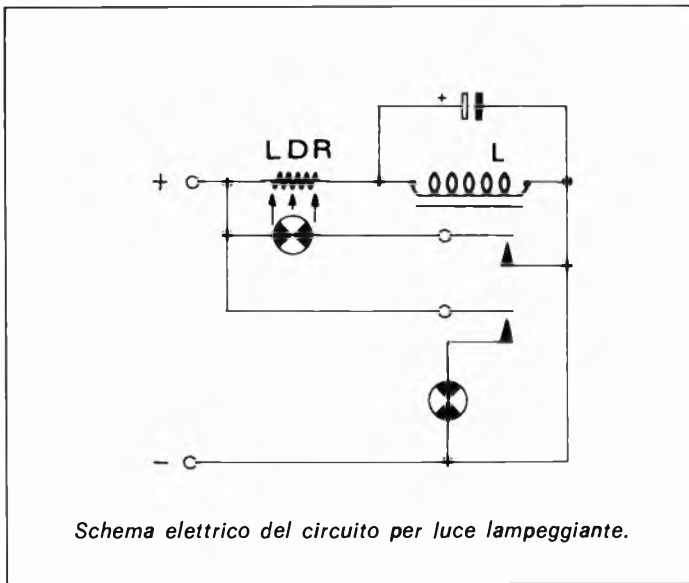 +
LDR
L
+
−
Schema elettrico del circuito per luce lampeggiante.